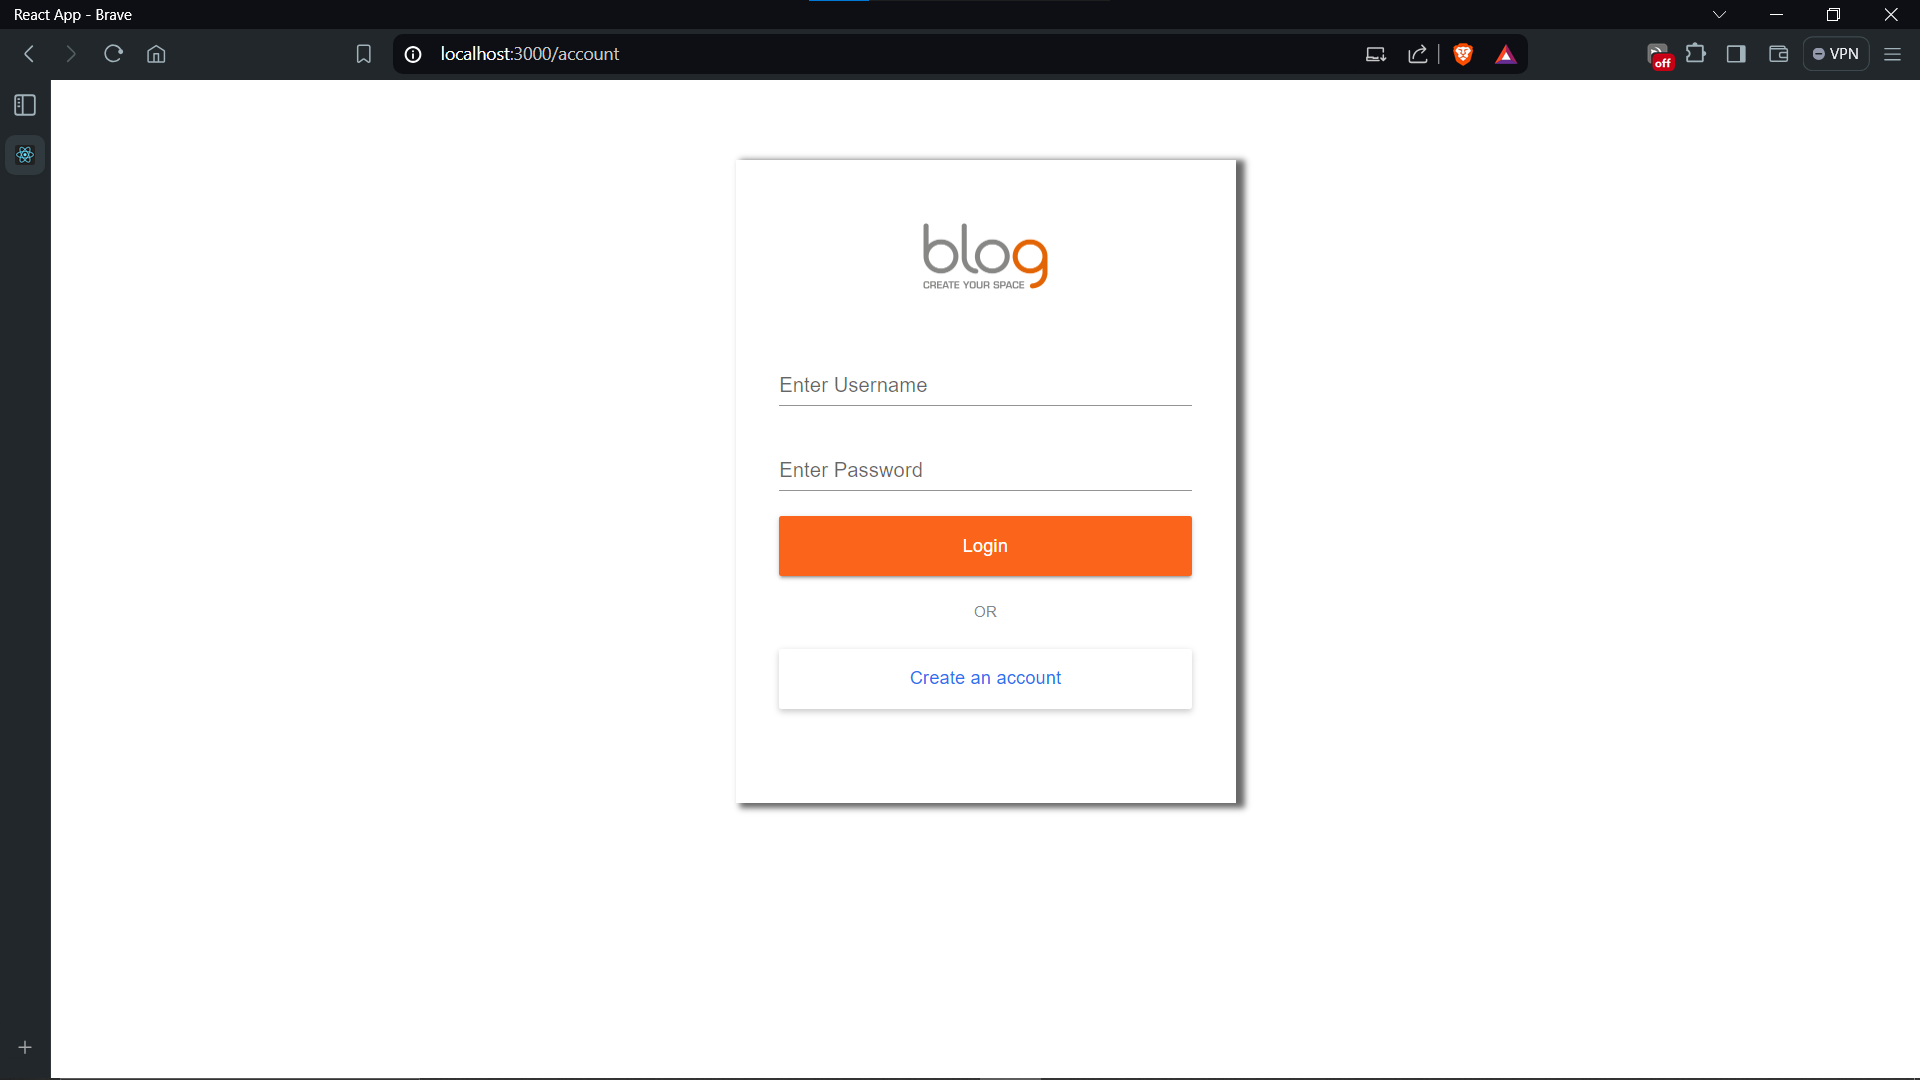 React App - Brave
localhost:3000/account
off
VPN
blog
CREATE YOUR SPACE
Enter Username
Enter Password
Login
OR
Create an account